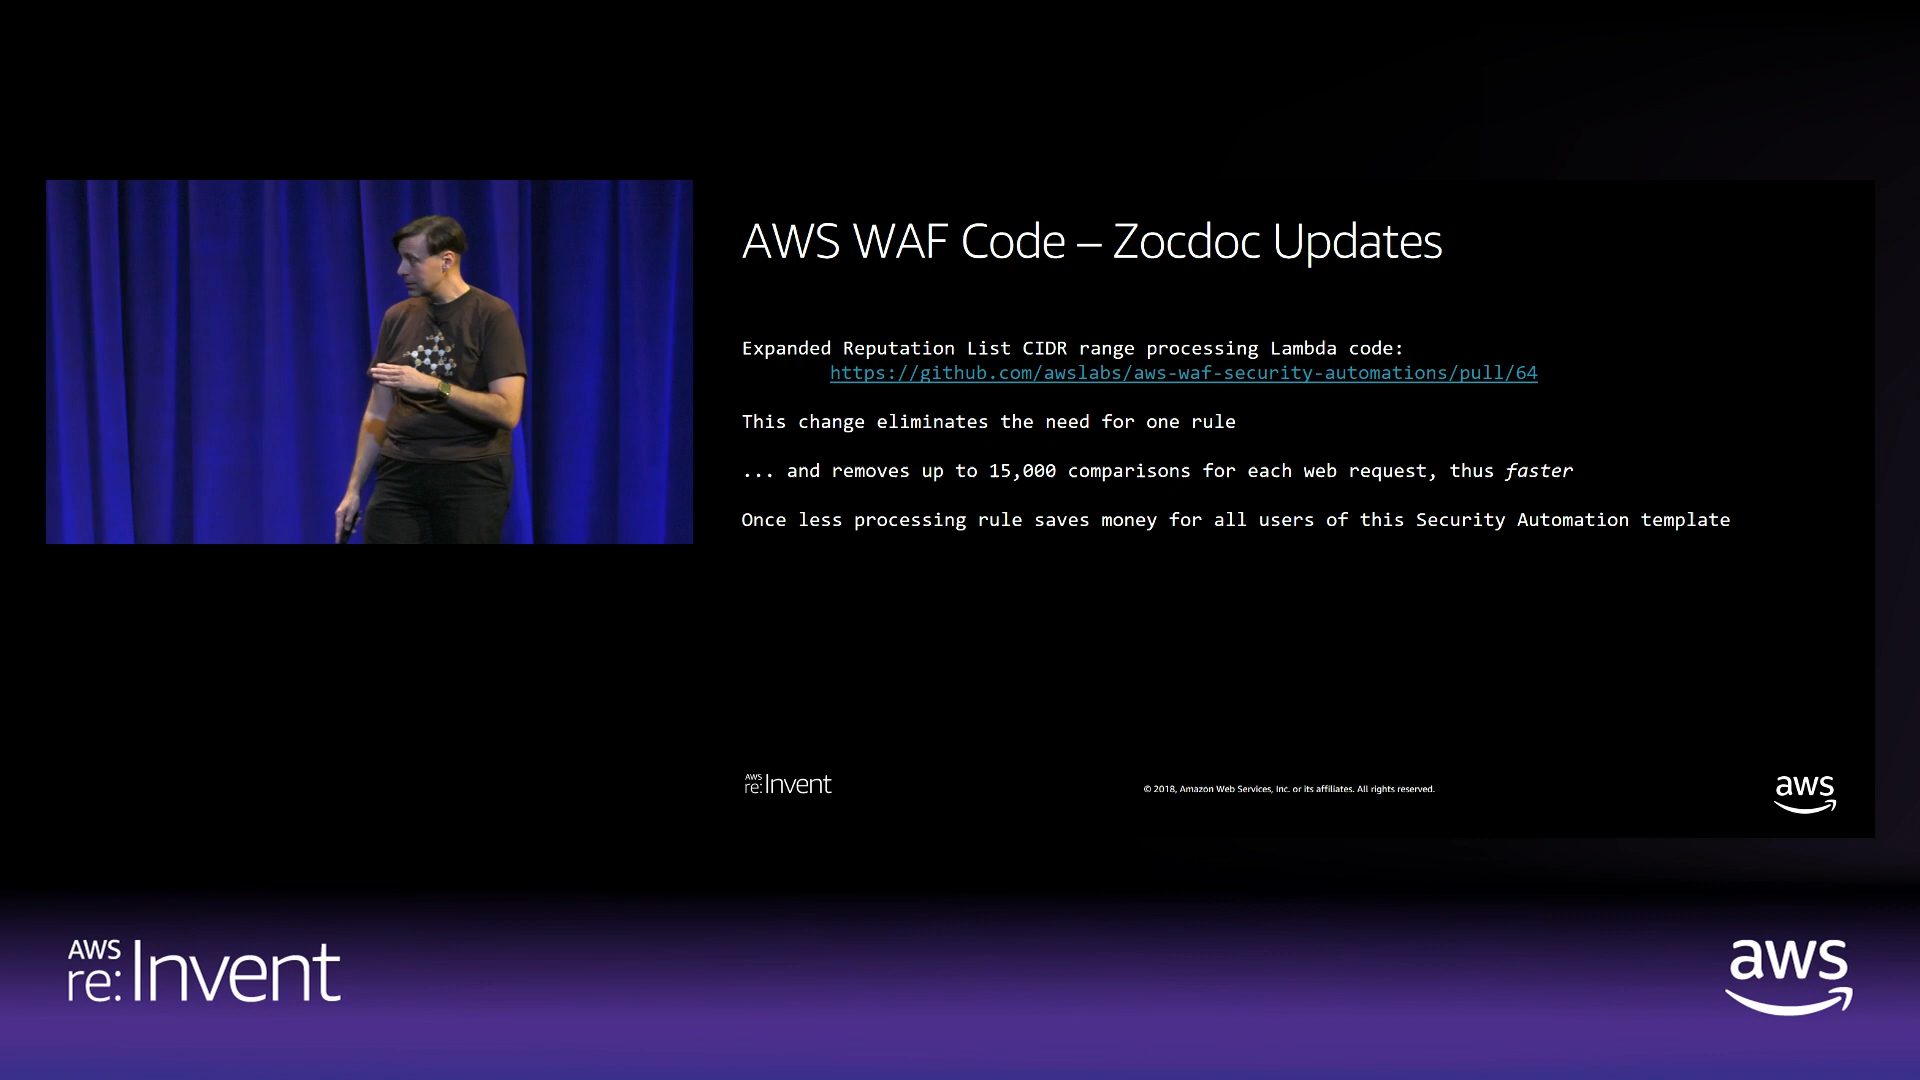 AWS WAF Code – Zocdoc Updates
Expanded Reputation List CIDR range processing Lambda code:
https://github.com/awslabs/aws-waf-security-automations/pull/64
This change eliminates the need for one rule
... and removes up to 15,000 comparisons for each web request, thus faster
Once less processing rule saves money for all users of this Security Automation template
AWS
re:Invent
© 2018, Amazon Web Services, Inc. or its affiliates. All rights reserved.
aws
AWS
re:Invent
aws